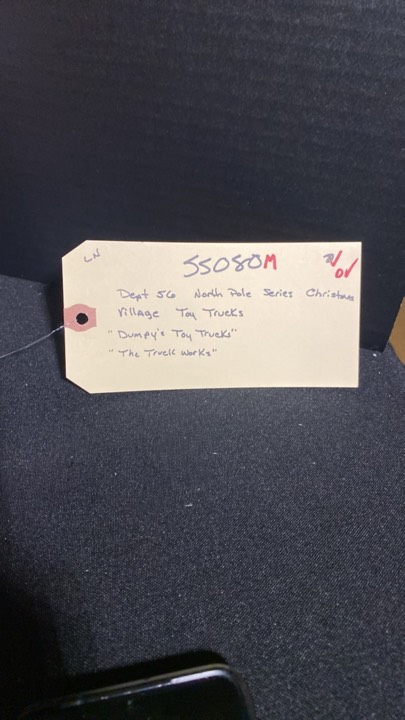 LN
55080M
Dept 56 North Pole Series Christmas
Village Toy Trucks
"Dumpy's Toy Trucks"
"The Truck Works"